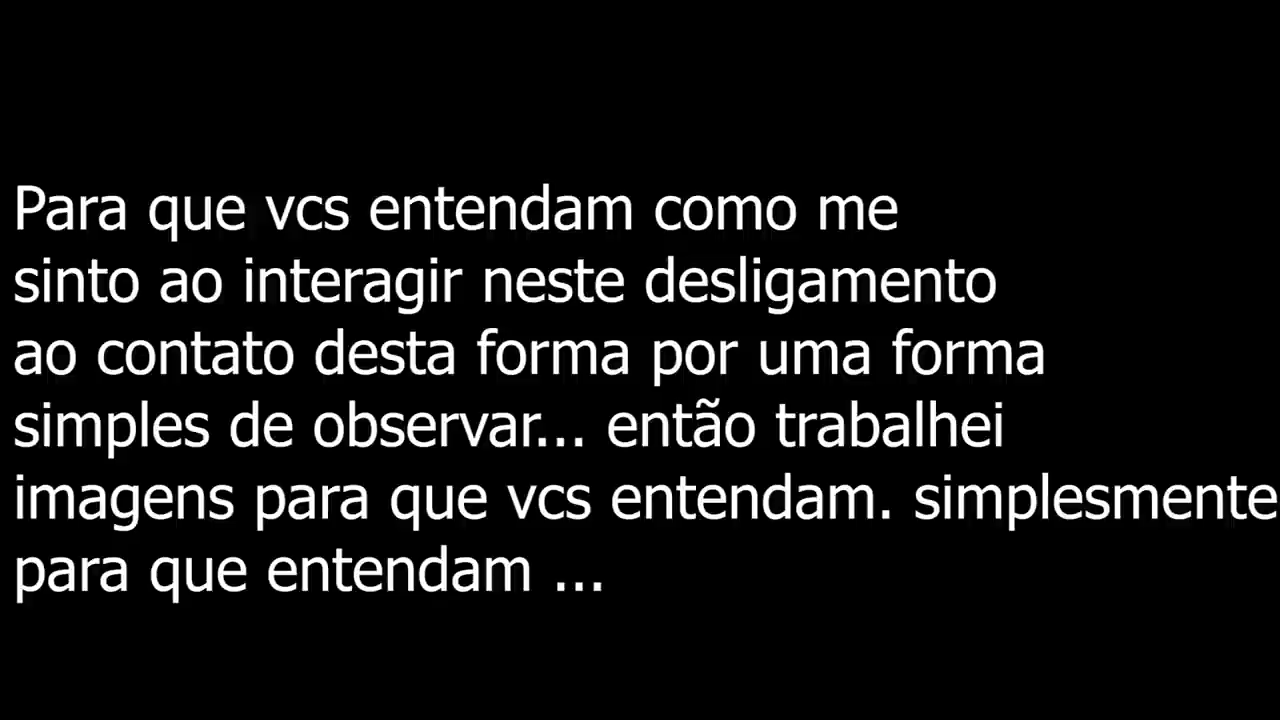 Para que vcs entendam como me
sinto ao interagir neste desligamento
ao contato desta forma por uma forma
simples de observar... então trabalhei
imagens para que vcs entendam. simplesmente
para que entendam ...